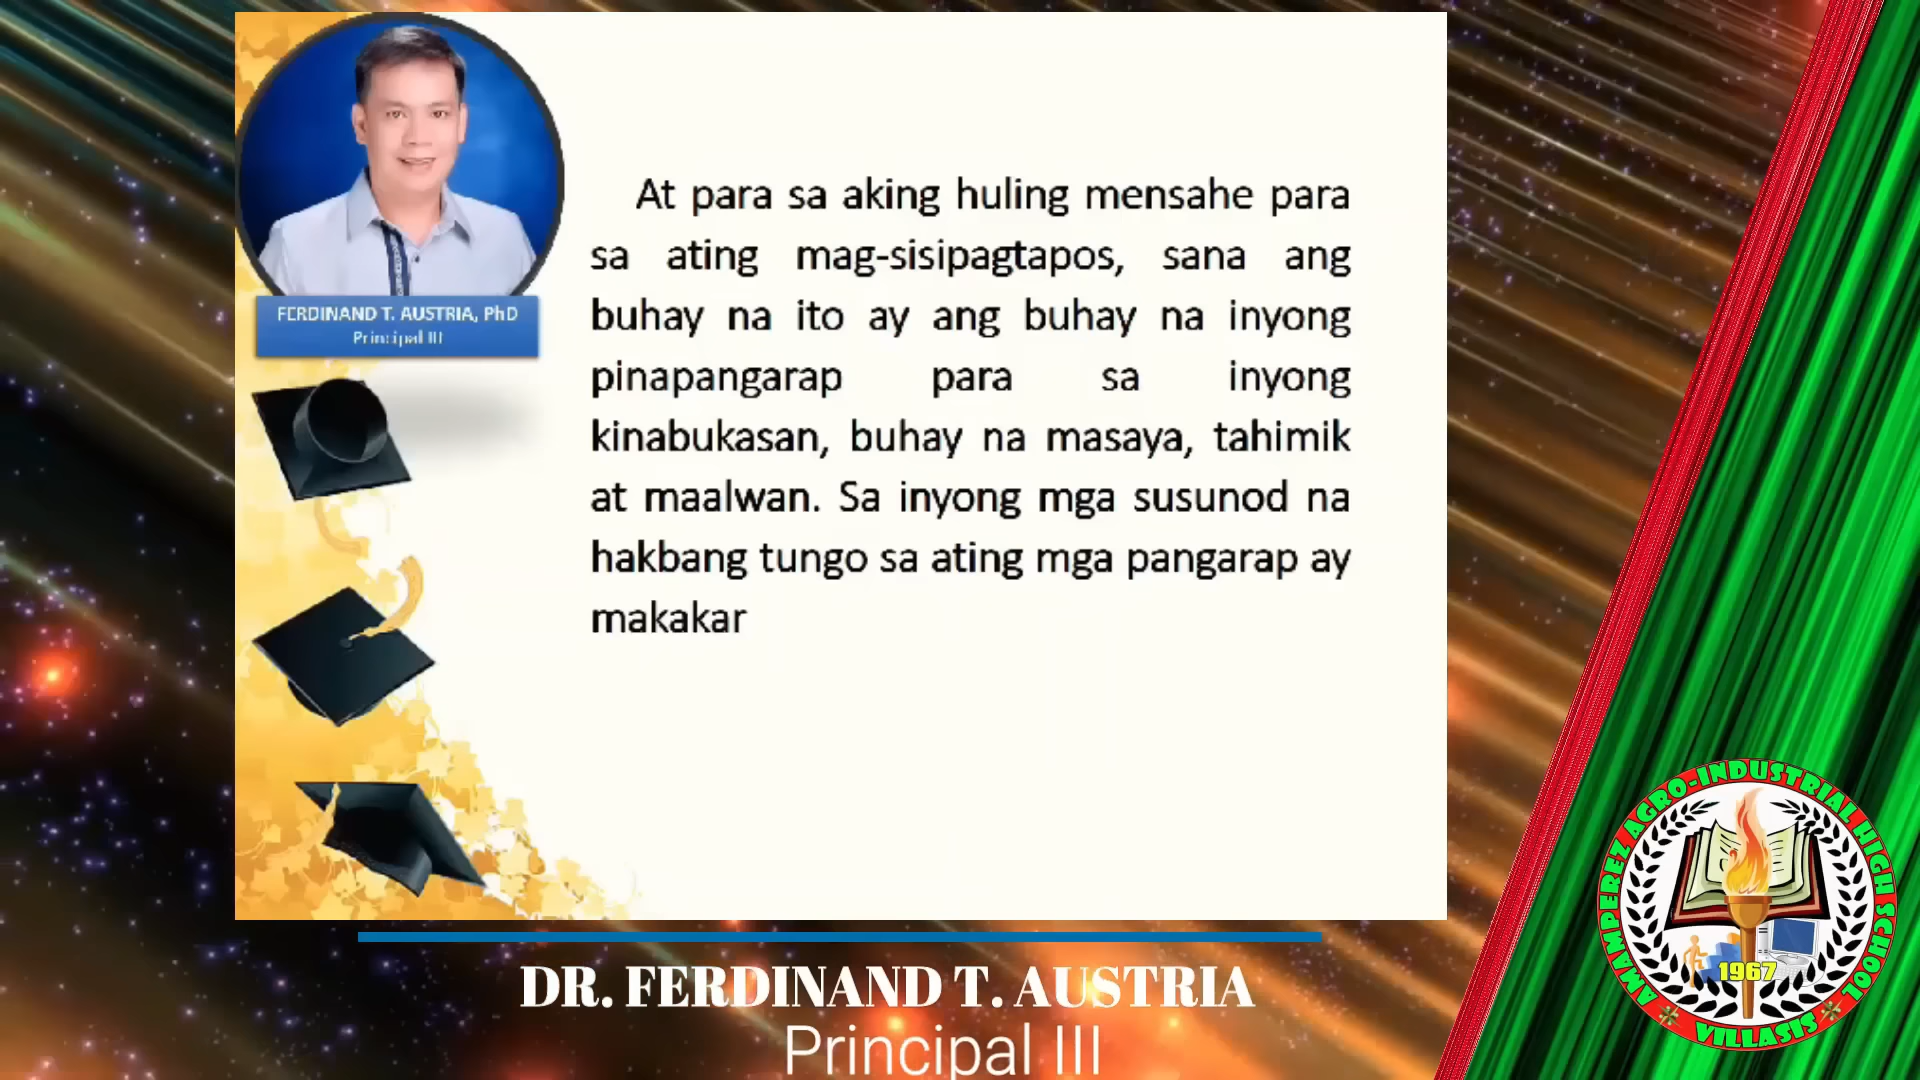 FERDINAND T. AUSTRIA, PhD
Principal III
At para sa aking huling mensahe para
sa ating mag-sisipagtapos, sana ang
buhay na ito ay ang buhay na inyong
pinapangarap para sa inyong
kinabukasan, buhay na masaya, tahimik
at maalwan. Sa inyong mga susunod na
hakbang tungo sa ating mga pangarap ay
makakar
DR. FERDINAND T. AUSTRIA
Principal III
AMAMPEREZ AGRO-INDUSTRIAL HIGH SCHOOL
1967
VILLASIS